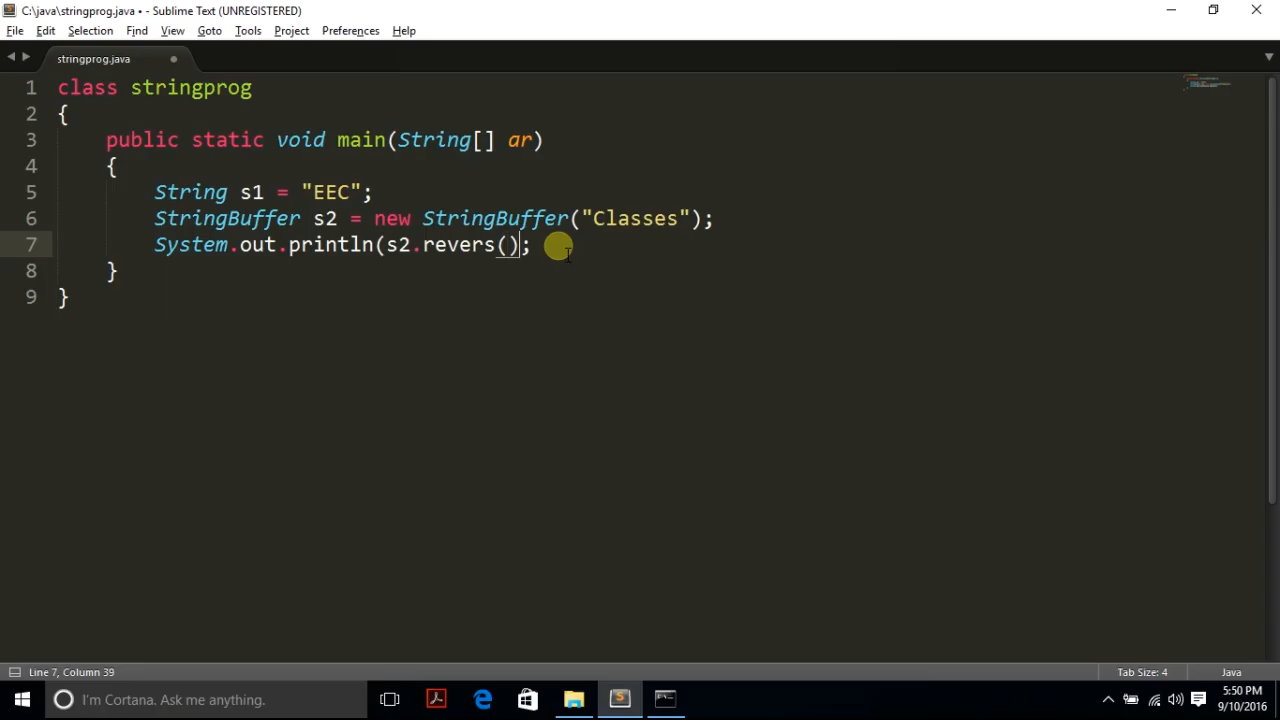 C:\java\stringprog.java • - Sublime Text (UNREGISTERED)
File Edit Selection Find View Goto Tools Project Preferences Help
stringprog.java
1 class stringprog
2 {
3 public static void main(String[] ar)
4 {
5 String s1 = "EEC";
6 StringBuffer s2 = new StringBuffer("Classes");
7 System.out.println(s2.revers();
8 }
9 }
Line 7, Column 39 Tab Size: 4 Java
I'm Cortana. Ask me anything. 5:50 PM
9/10/2016